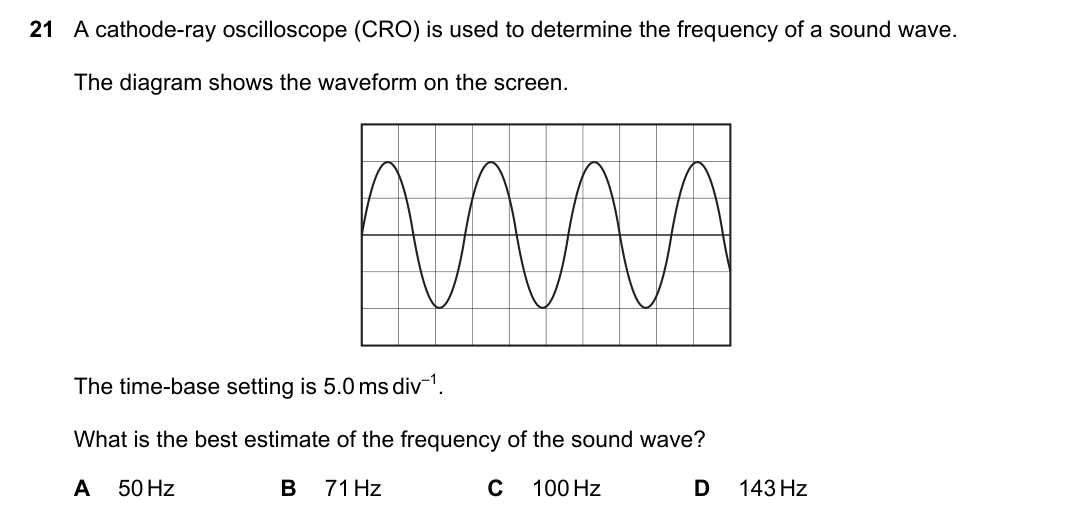 21 A cathode-ray oscilloscope (CRO) is used to determine the frequency of a sound wave.
The diagram shows the waveform on the screen.
The time-base setting is 5.0 ms div⁻¹.
What is the best estimate of the frequency of the sound wave?
A 50 Hz B 71 Hz C 100 Hz D 143 Hz